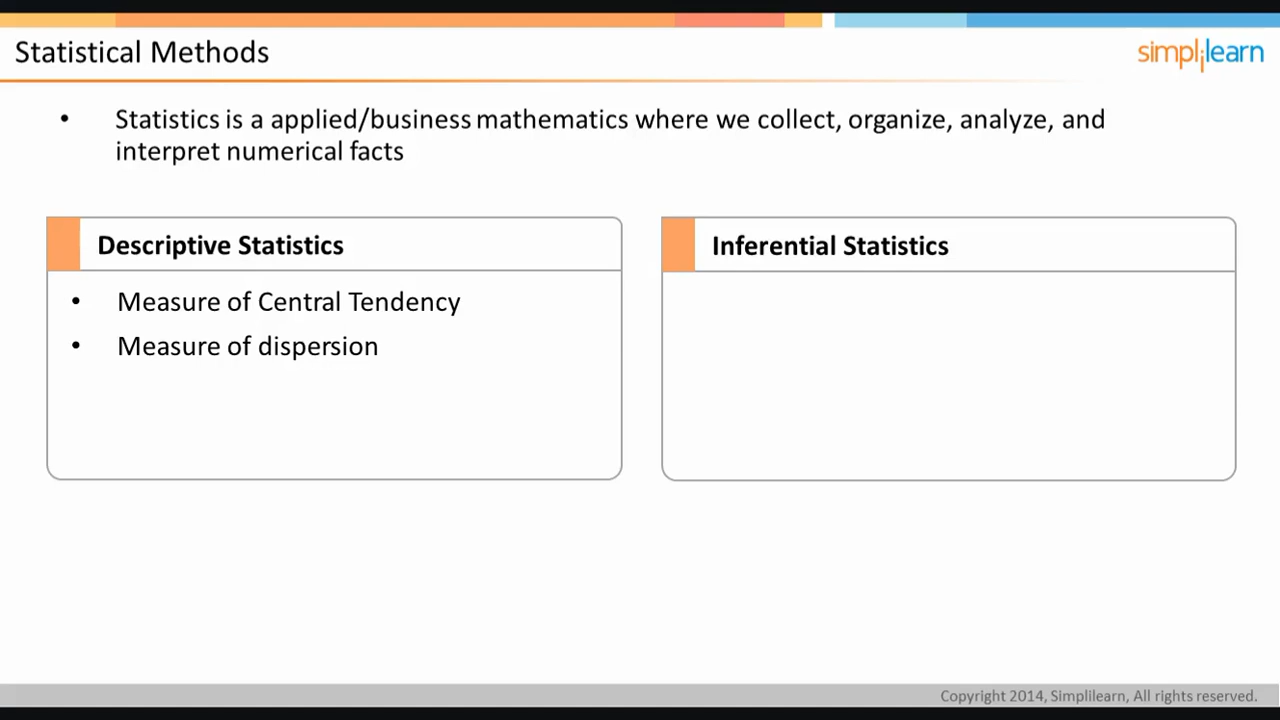 Statistical Methods
simplilearn
• Statistics is a applied/business mathematics where we collect, organize, analyze, and
interpret numerical facts
Descriptive Statistics
• Measure of Central Tendency
• Measure of dispersion
Inferential Statistics
Copyright 2014, Simplilearn, All rights reserved.